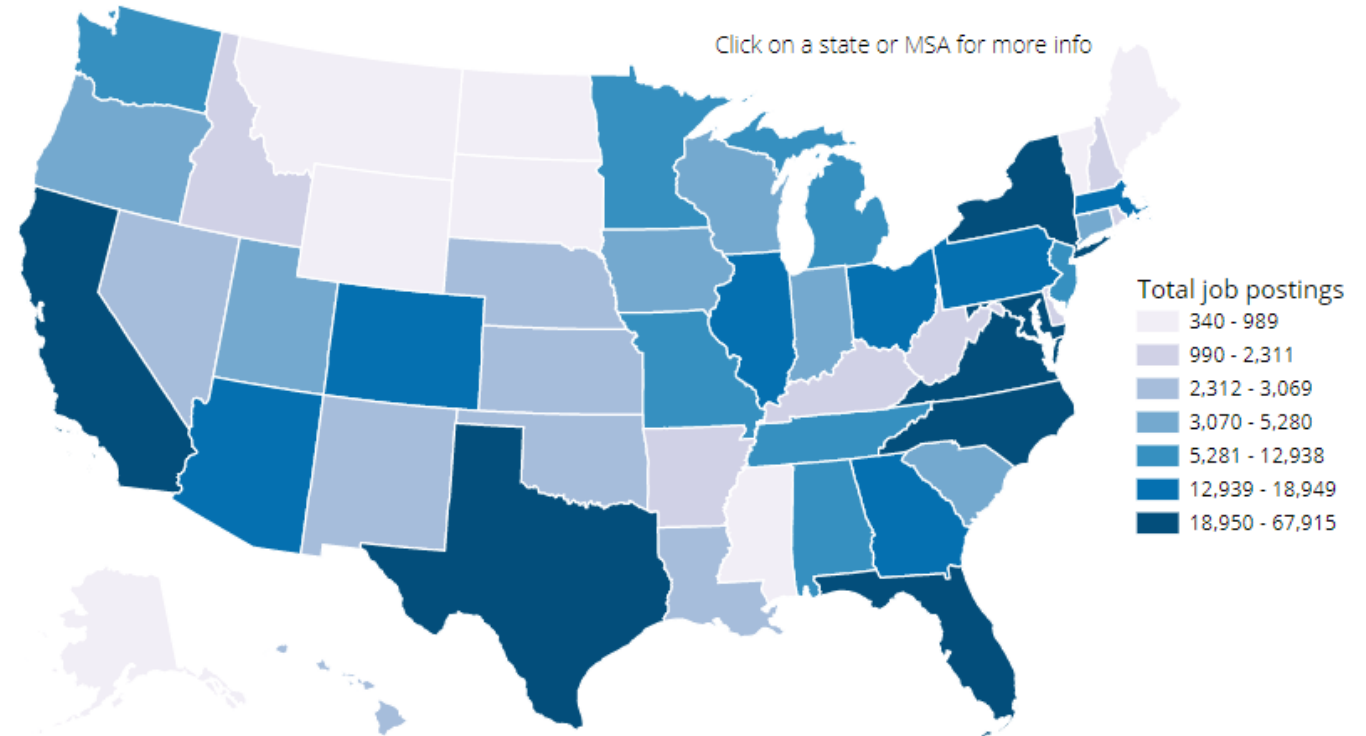 Click on a state or MSA for more info
Total job postings
340 - 989
990 - 2,311
2,312 - 3,069
3,070 - 5,280
5,281 - 12,938
12,939 - 18,949
18,950 - 67,915